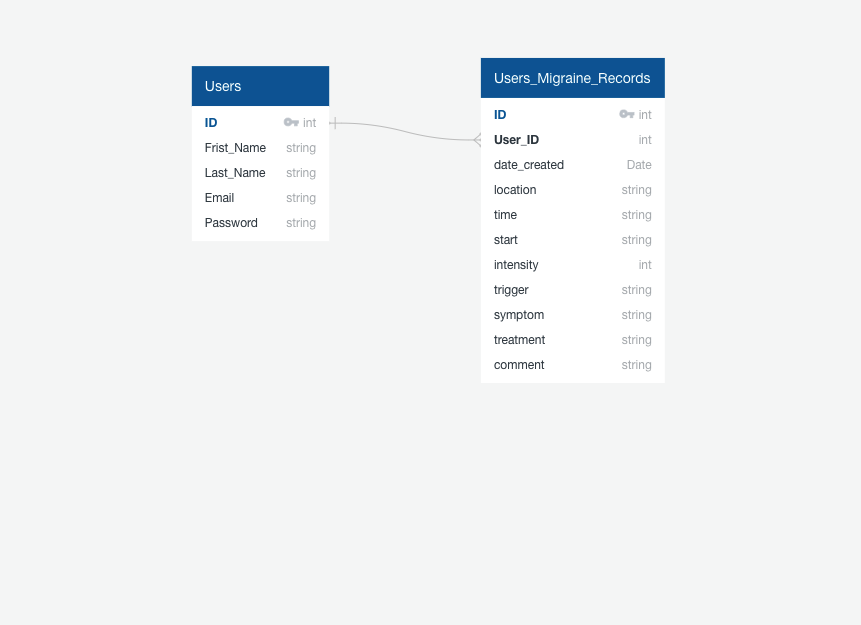 Users
ID int
Frist_Name string
Last_Name string
Email string
Password string
Users_Migraine_Records
ID int
User_ID int
date_created Date
location string
time string
start string
intensity int
trigger string
symptom string
treatment string
comment string